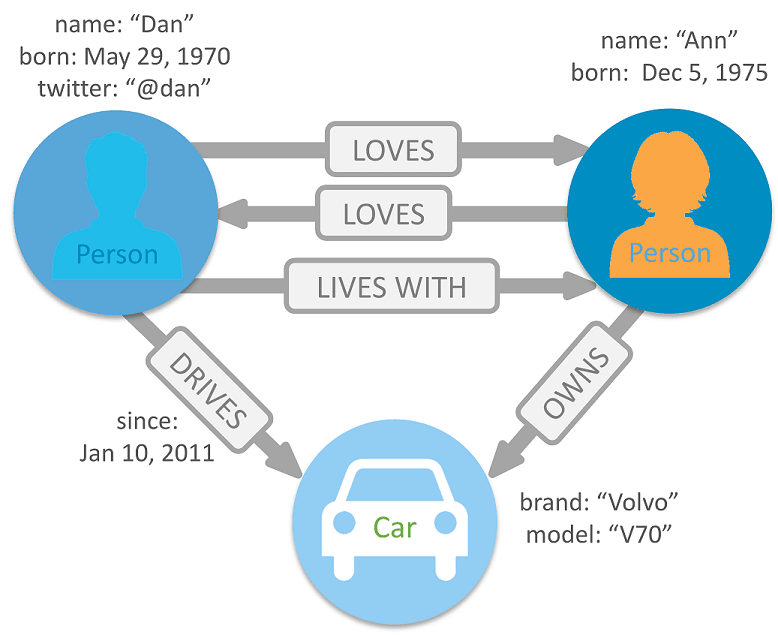 name: “Dan”
born: May 29, 1970
twitter: “@dan”
name: “Ann”
born:  Dec 5, 1975
LOVES
LOVES
Person
Person
LIVES WITH
DRIVES
OWNS
since:
Jan 10, 2011
brand: “Volvo”
model: “V70”
Car